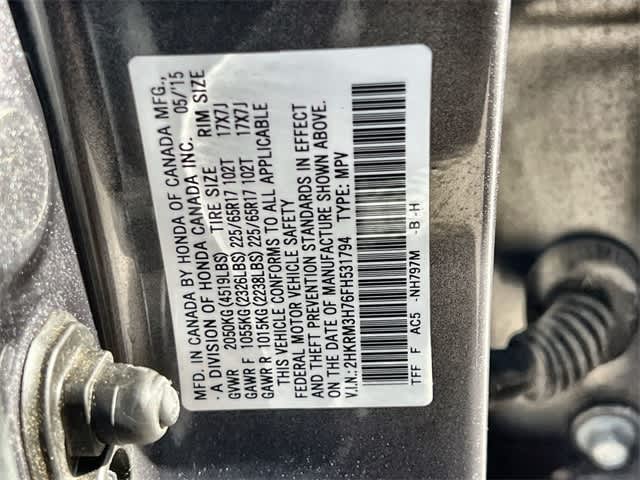 MFD. IN CANADA BY HONDA OF CANADA MFG.,
·A DIVISION OF HONDA CANADA INC. 05/'15
TIRE SIZE RIM SIZE
GVWR 2050KG(4519LBS)
GAWR F 1055KG(2326LBS) 225/65R17 102T 17X7J
GAWR R 1015KG(2238LBS) 225/65R17 102T 17X7J
THIS VEHICLE CONFORMS TO ALL APPLICABLE
FEDERAL MOTOR VEHICLE SAFETY
AND THEFT PREVENTION STANDARDS IN EFFECT
ON THE DATE OF MANUFACTURE SHOWN ABOVE.
V.I.N.: 2HKRM3H76FH531794 TYPE: MPV
TFF F AC5 -NH797M -B -H